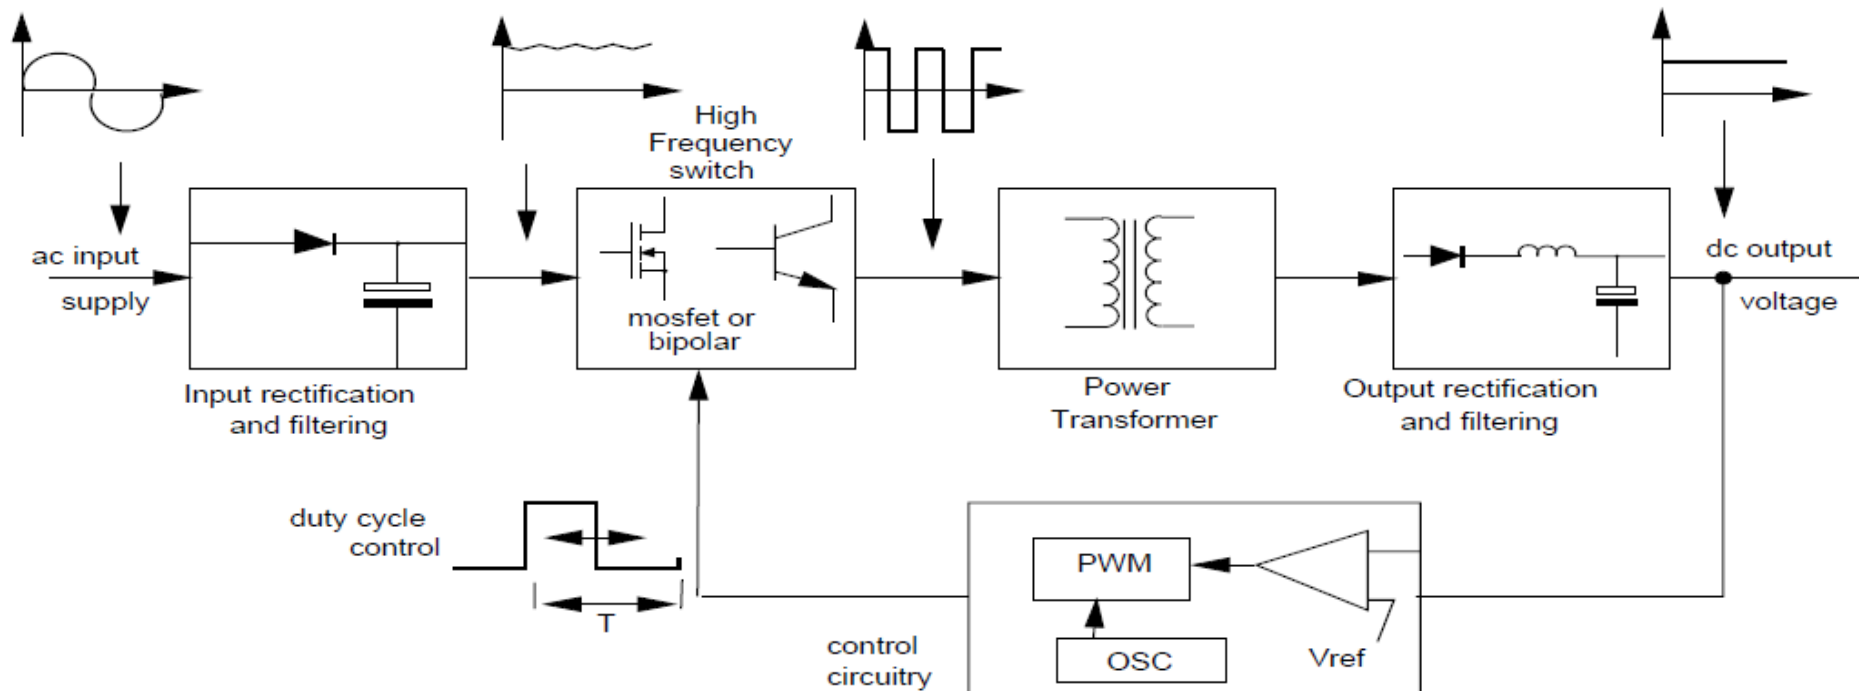 High
Frequency
switch
ac input
supply
mosfet or
bipolar
dc output
voltage
Input rectification
and filtering
Power
Transformer
Output rectification
and filtering
duty cycle
control
T
PWM
OSC
Vref
control
circuitry